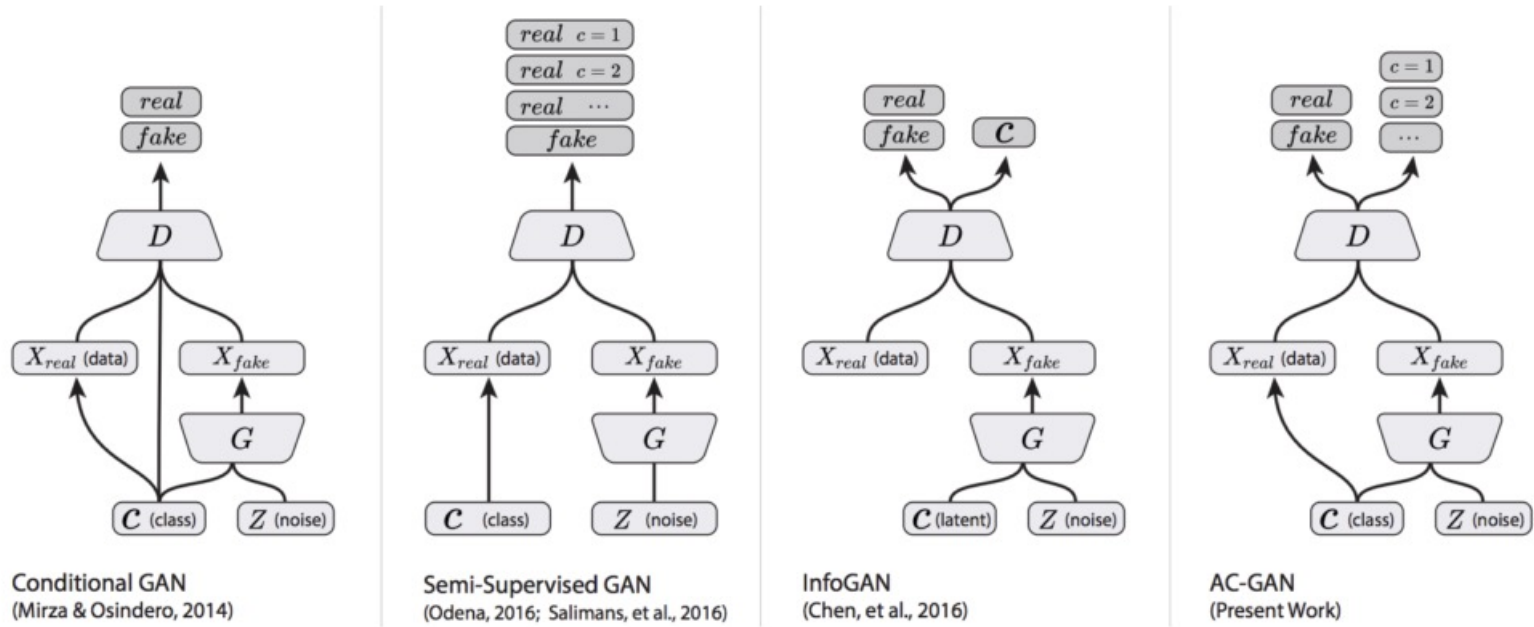 real
fake
D
X_real (data)
X_fake
G
C (class)
Z (noise)
Conditional GAN
(Mirza & Osindero, 2014)
real c = 1
real c = 2
real ...
fake
D
X_real (data)
X_fake
G
C (class)
Z (noise)
Semi-Supervised GAN
(Odena, 2016; Salimans, et al., 2016)
real
fake
C
D
X_real (data)
X_fake
G
C (latent)
Z (noise)
InfoGAN
(Chen, et al., 2016)
real
fake
c = 1
c = 2
...
D
X_real (data)
X_fake
G
C (class)
Z (noise)
AC-GAN
(Present Work)